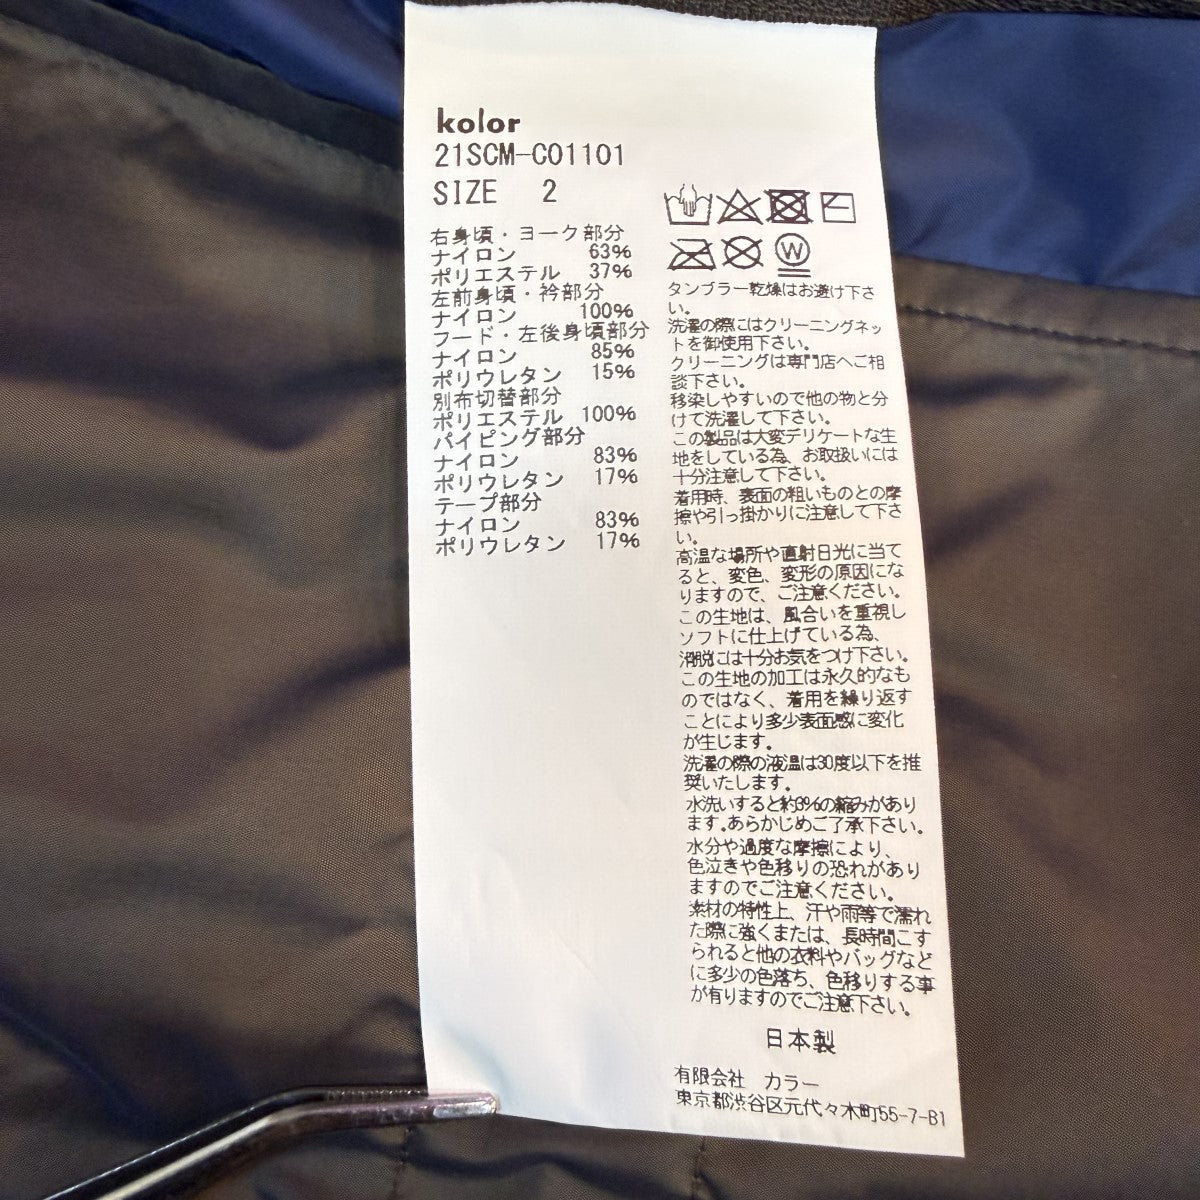 kolor
21SCM-C01101
SIZE 2
右身頃・ヨーク部分
ナイロン 63%
ポリエステル 37%
左前身頃・衿部分
ナイロン 100%
フード・左後身頃部分
ナイロン 85%
ポリウレタン 15%
別布切替部分
ポリエステル 100%
パイピング部分
ナイロン 83%
ポリウレタン 17%
テープ部分
ナイロン 83%
ポリウレタン 17%
W
タンブラー乾燥はお避け下さ
い。
洗濯の際にはクリーニングネッ
トを御使用下さい。
クリーニングは専門店へご相
談下さい。
移染しやすいので他の物と分
けて洗濯して下さい。
この製品は大変デリケートな生
地をしている為、お取扱いには
十分注意して下さい。
着用時、表面の粗いものとの摩
擦や引っ掛かりに注意して下さ
い。
高温な場所や直射日光に当て
ると、変色、変形の原因にな
りますので、ご注意ください。
この生地は、風合いを重視し
ソフトに仕上げている為、
消脱には十分お気をつけ下さい。
この生地の加工は永久的なも
のではなく、着用を繰り返す
ことにより多少表面感に変化
が生じます。
洗濯の際の液温は30度以下を推
奨いたします。
水洗いすると約3%の縮みがあり
ます。あらかじめご了承下さい。
水分や過度な摩擦により、
色泣きや色移りの恐れがあり
ますのでご注意ください。
素材の特性上、汗や雨等で濡れ
た際に強くまたは、長時間こす
られると他の衣料やバッグなど
に多少の色落ち、色移りする事
が有りますのでご注意下さい。
日本製
有限会社 カラー
東京都渋谷区元代々木町55-7-B1